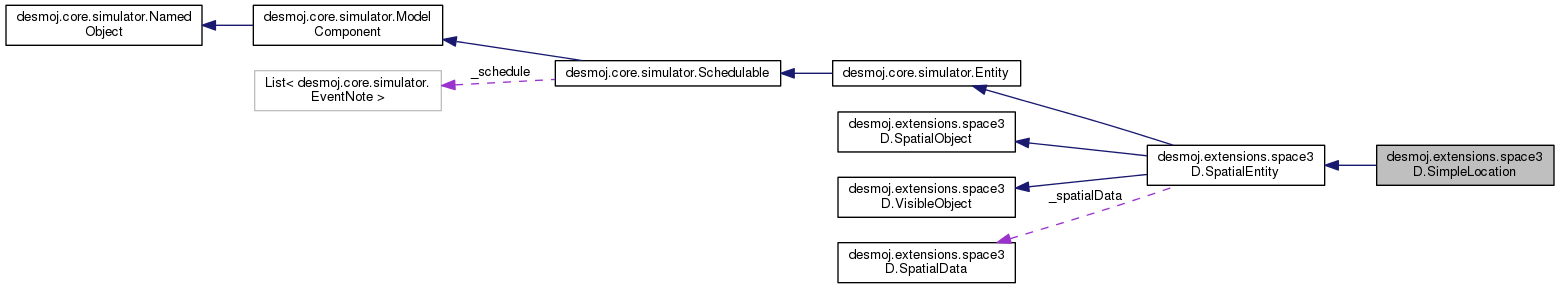 desmoj.core.simulator.Named
Object
desmoj.core.simulator.Model
Component
List< desmoj.core.simulator.
EventNote >
_schedule
desmoj.core.simulator.Schedulable
desmoj.core.simulator.Entity
desmoj.extensions.space3
D.SpatialObject
desmoj.extensions.space3
D.VisibleObject
_spatialData
desmoj.extensions.space3
D.SpatialData
desmoj.extensions.space3
D.SpatialEntity
desmoj.extensions.space3
D.SimpleLocation